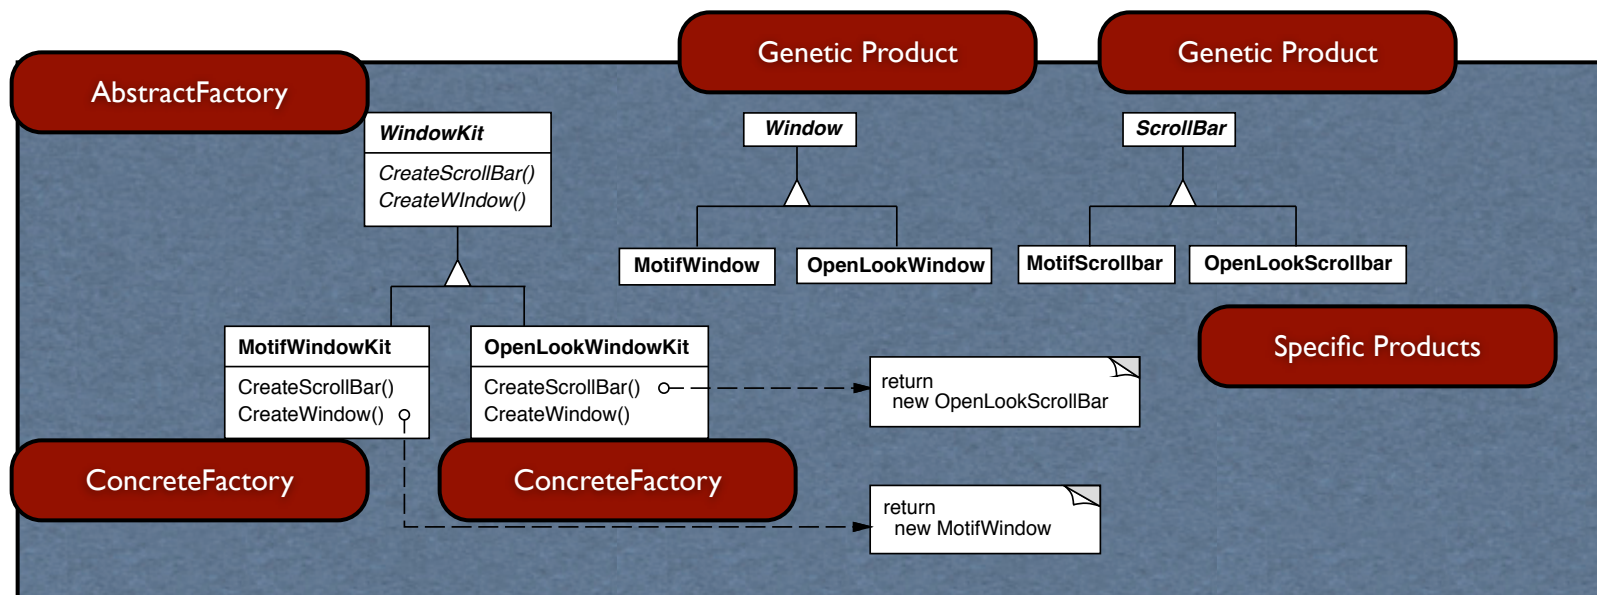 Genetic Product
Genetic Product
AbstractFactory
WindowKit
CreateScrollBar()
CreateWIndow()
Window
ScrollBar
MotifWindow
OpenLookWindow
MotifScrollbar
OpenLookScrollbar
MotifWindowKit
CreateScrollBar()
CreateWindow()
OpenLookWindowKit
CreateScrollBar()
CreateWindow()
Specific Products
return
new OpenLookScrollBar
ConcreteFactory
ConcreteFactory
return
new MotifWindow